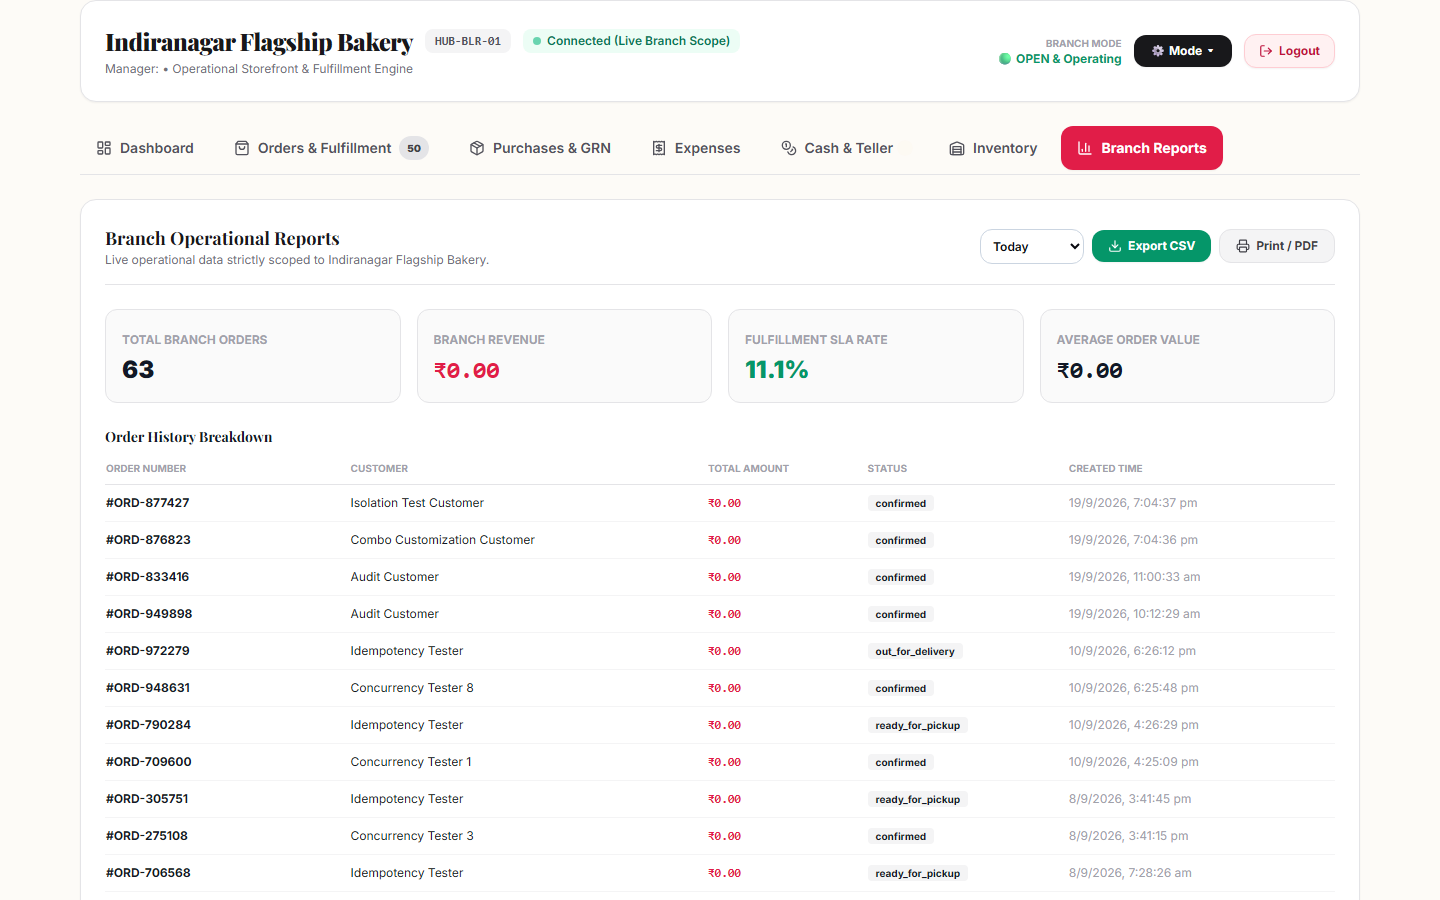 Indiranagar Flagship Bakery HUB-BLR-01 Connected (Live Branch Scope)
Manager: • Operational Storefront & Fulfillment Engine
BRANCH MODE
OPEN & Operating
Mode
Logout
Dashboard Orders & Fulfillment 50 Purchases & GRN Expenses Cash & Teller Inventory Branch Reports
Branch Operational Reports
Live operational data strictly scoped to Indiranagar Flagship Bakery.
Today Export CSV Print / PDF
TOTAL BRANCH ORDERS
63
BRANCH REVENUE
₹0.00
FULFILLMENT SLA RATE
11.1%
AVERAGE ORDER VALUE
₹0.00
Order History Breakdown
ORDER NUMBER CUSTOMER TOTAL AMOUNT STATUS CREATED TIME
#ORD-877427 Isolation Test Customer ₹0.00 confirmed 19/9/2026, 7:04:37 pm
#ORD-876823 Combo Customization Customer ₹0.00 confirmed 19/9/2026, 7:04:36 pm
#ORD-833416 Audit Customer ₹0.00 confirmed 19/9/2026, 11:00:33 am
#ORD-949898 Audit Customer ₹0.00 confirmed 19/9/2026, 10:12:29 am
#ORD-972279 Idempotency Tester ₹0.00 out_for_delivery 10/9/2026, 6:26:12 pm
#ORD-948631 Concurrency Tester 8 ₹0.00 confirmed 10/9/2026, 6:25:48 pm
#ORD-790284 Idempotency Tester ₹0.00 ready_for_pickup 10/9/2026, 4:26:29 pm
#ORD-709600 Concurrency Tester 1 ₹0.00 confirmed 10/9/2026, 4:25:09 pm
#ORD-305751 Idempotency Tester ₹0.00 ready_for_pickup 8/9/2026, 3:41:45 pm
#ORD-275108 Concurrency Tester 3 ₹0.00 confirmed 8/9/2026, 3:41:15 pm
#ORD-706568 Idempotency Tester ₹0.00 ready_for_pickup 8/9/2026, 7:28:26 am